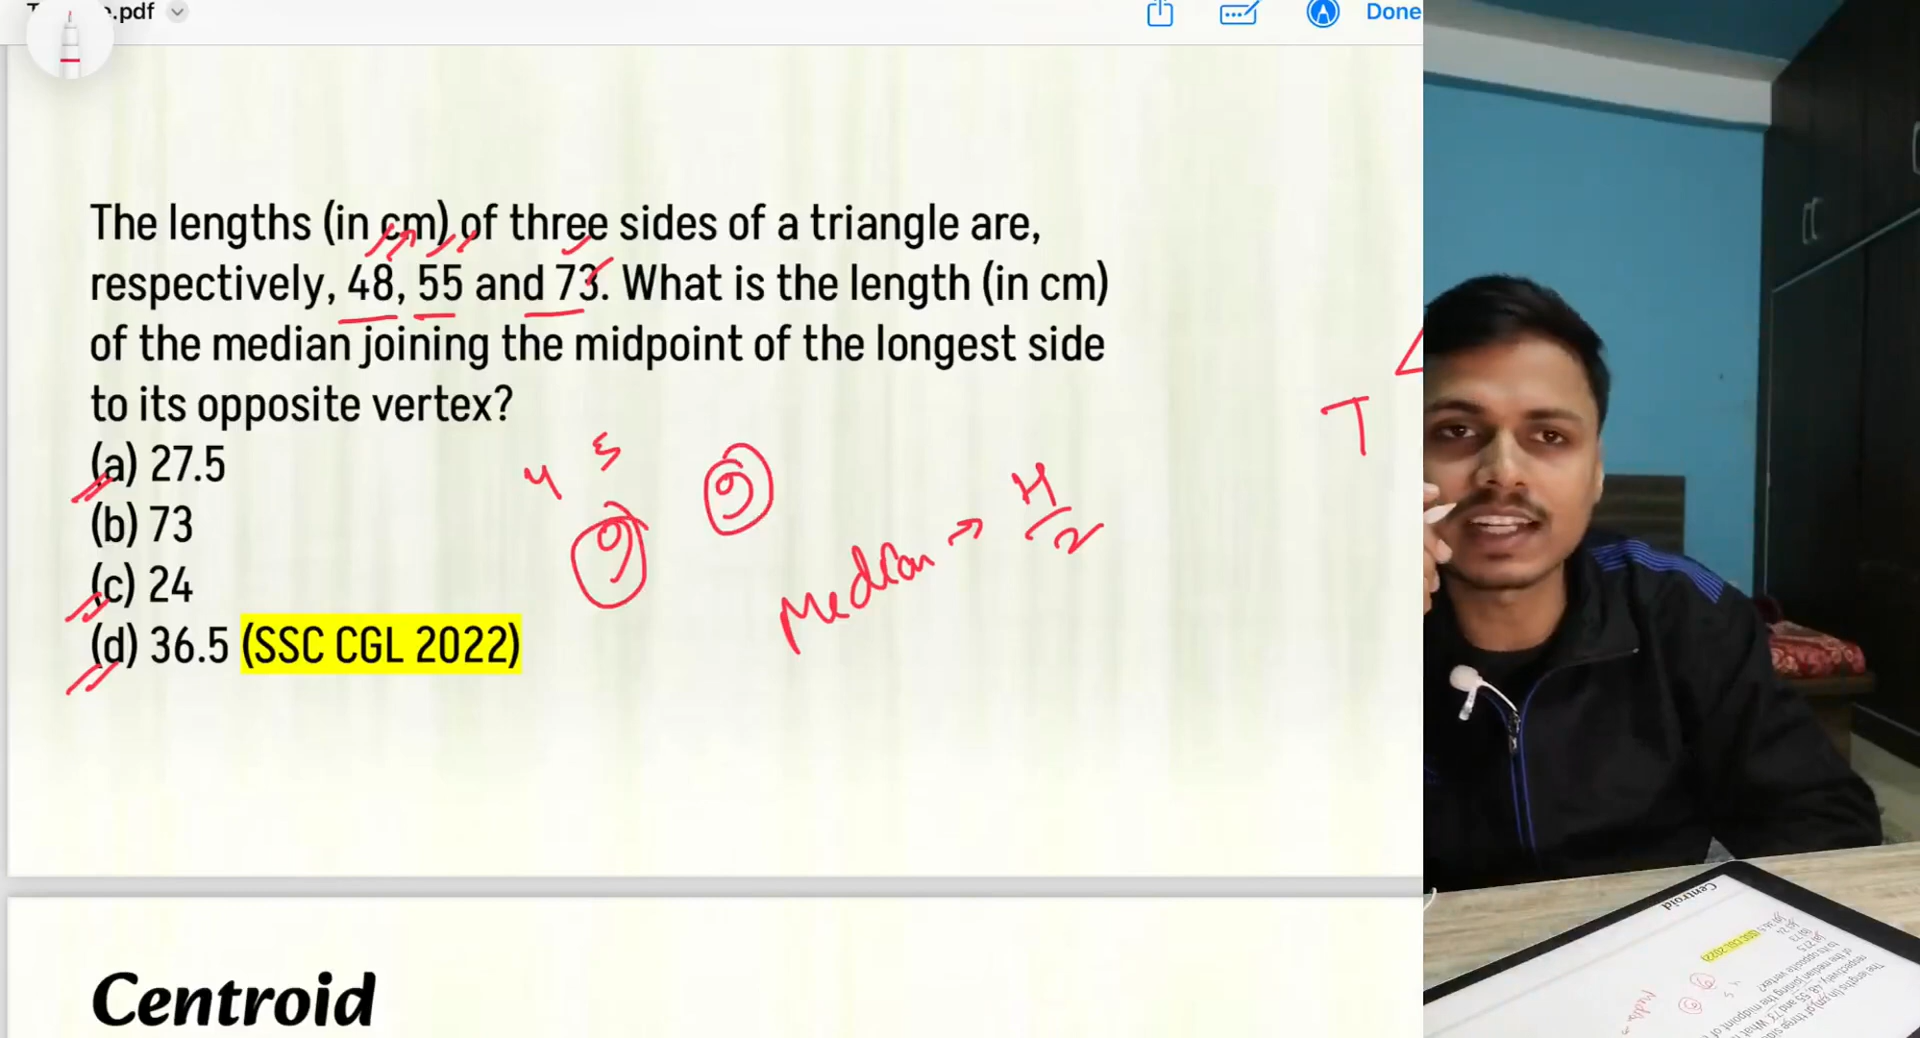 .pdf
Done
The lengths (in cm) of three sides of a triangle are,
respectively, 48, 55 and 73. What is the length (in cm)
of the median joining the midpoint of the longest side
to its opposite vertex?
(a) 27.5
(b) 73
(c) 24
(d) 36.5 (SSC CGL 2022)
4 5
9 9
Median → H/2
T
Centroid
Centroid